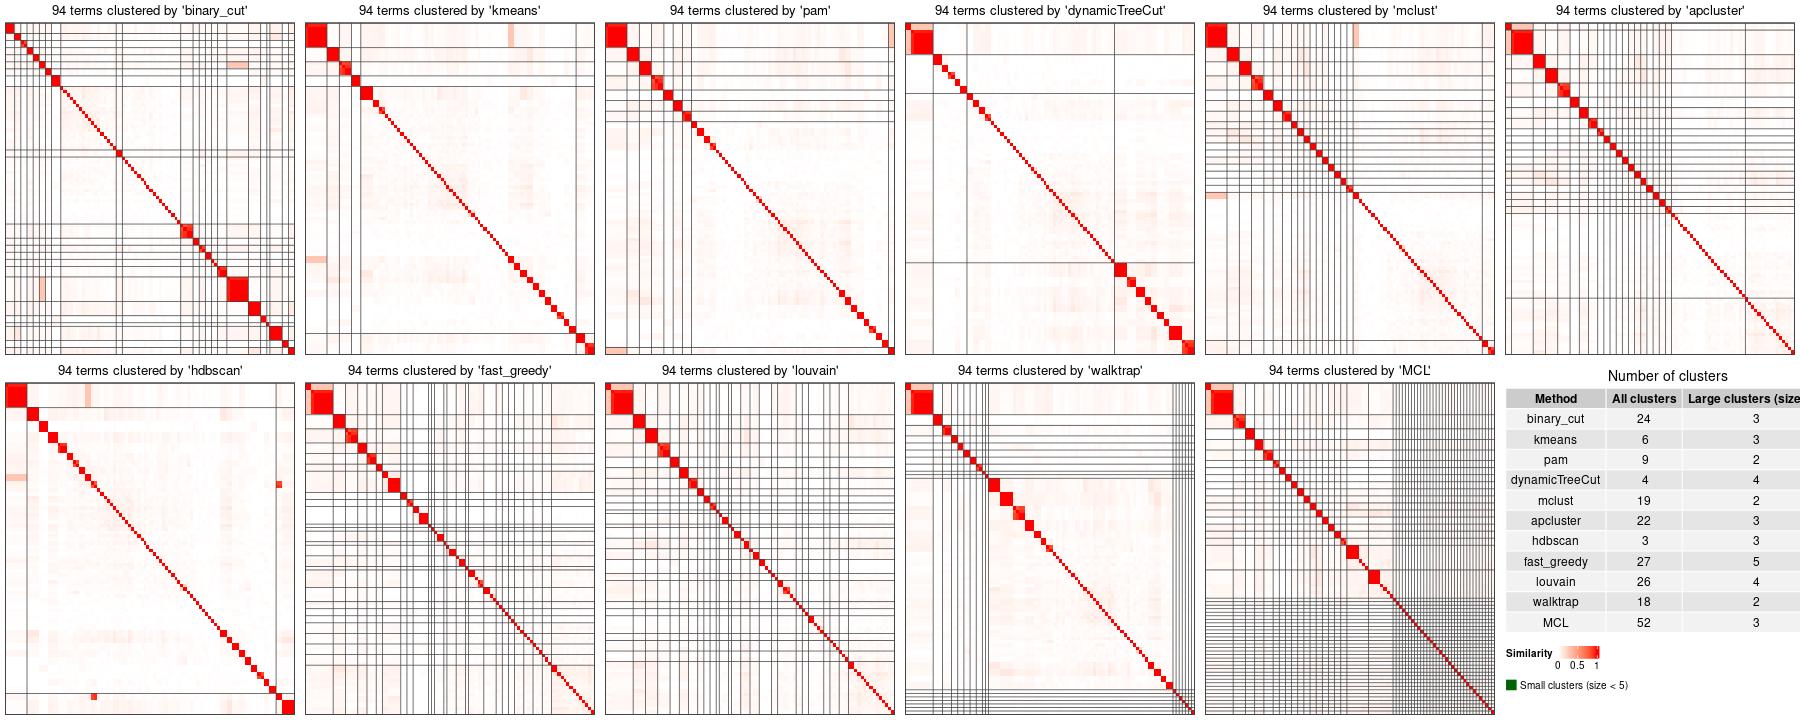 94 terms clustered by 'binary_cut'
94 terms clustered by 'kmeans'
94 terms clustered by 'pam'
94 terms clustered by 'dynamicTreeCut'
94 terms clustered by 'mclust'
94 terms clustered by 'apcluster'
94 terms clustered by 'hdbscan'
94 terms clustered by 'fast_greedy'
94 terms clustered by 'louvain'
94 terms clustered by 'walktrap'
94 terms clustered by 'MCL'
Number of clusters
Method All clusters Large clusters (size
binary_cut 24 3
kmeans 6 3
pam 9 2
dynamicTreeCut 4 4
mclust 19 2
apcluster 22 3
hdbscan 3 3
fast_greedy 27 5
louvain 26 4
walktrap 18 2
MCL 52 3
Similarity
0 0.5 1
Small clusters (size < 5)